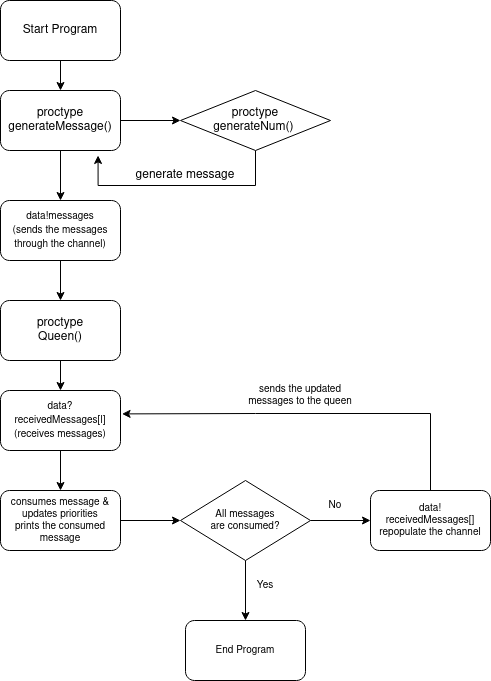 Start Program
proctype
generateMessage()
proctype
generateNum()
generate message
data!messages
(sends the messages
through the channel)
proctype
Queen()
sends the updated
messages to the queen
data?
receivedMessages[I]
(receives messages)
consumes message &
updates priorities
prints the consumed
message
All messages
are consumed?
No
data!
receivedMessages[]
repopulate the channel
Yes
End Program